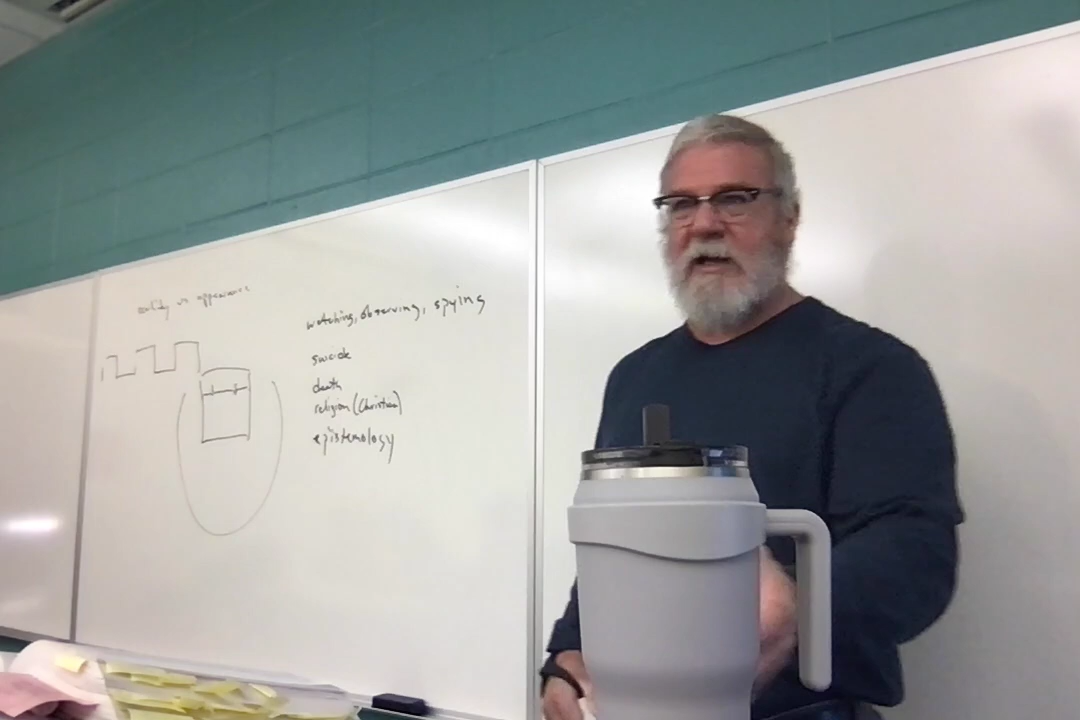 reality vs appearance
watching, observing, spying
suicide
death
religion (Christian)
epistemology